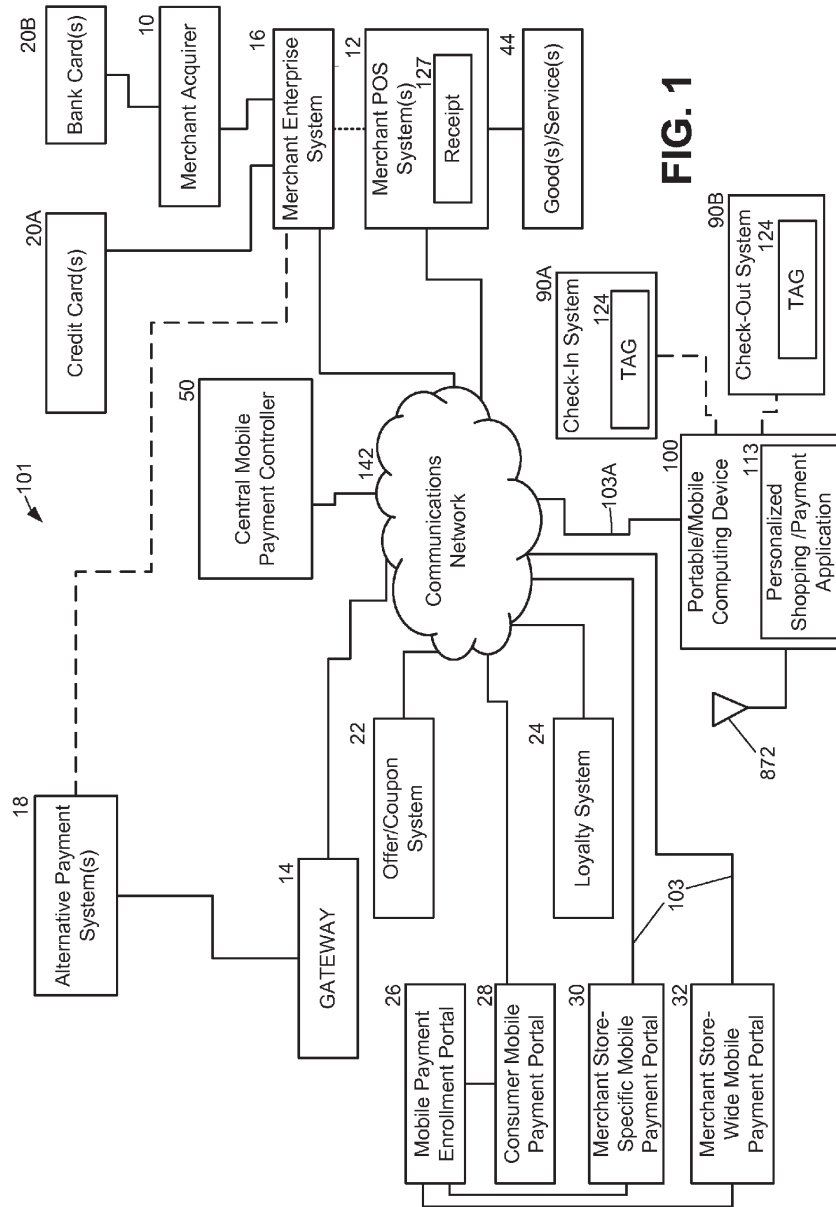 101
18
Alternative Payment
System(s)
14
GATEWAY
22
Offer/Coupon
System
24
Loyalty System
26
Mobile Payment
Enrollment Portal
28
Consumer Mobile
Payment Portal
30
Merchant Store-
Specific Mobile
Payment Portal
32
Merchant Store-
Wide Mobile
Payment Portal
103
50
Central Mobile
Payment Controller
142
Communications
Network
103A
20A
Credit Card(s)
20B
Bank Card(s)
10
Merchant Acquirer
16
Merchant Enterprise
System
12
Merchant POS
System(s)
127
Receipt
44
Good(s)/Service(s)
90A
Check-In System
124
TAG
90B
Check-Out System
124
TAG
100
Portable/Mobile
Computing Device
113
Personalized
Shopping /Payment
Application
872
FIG. 1